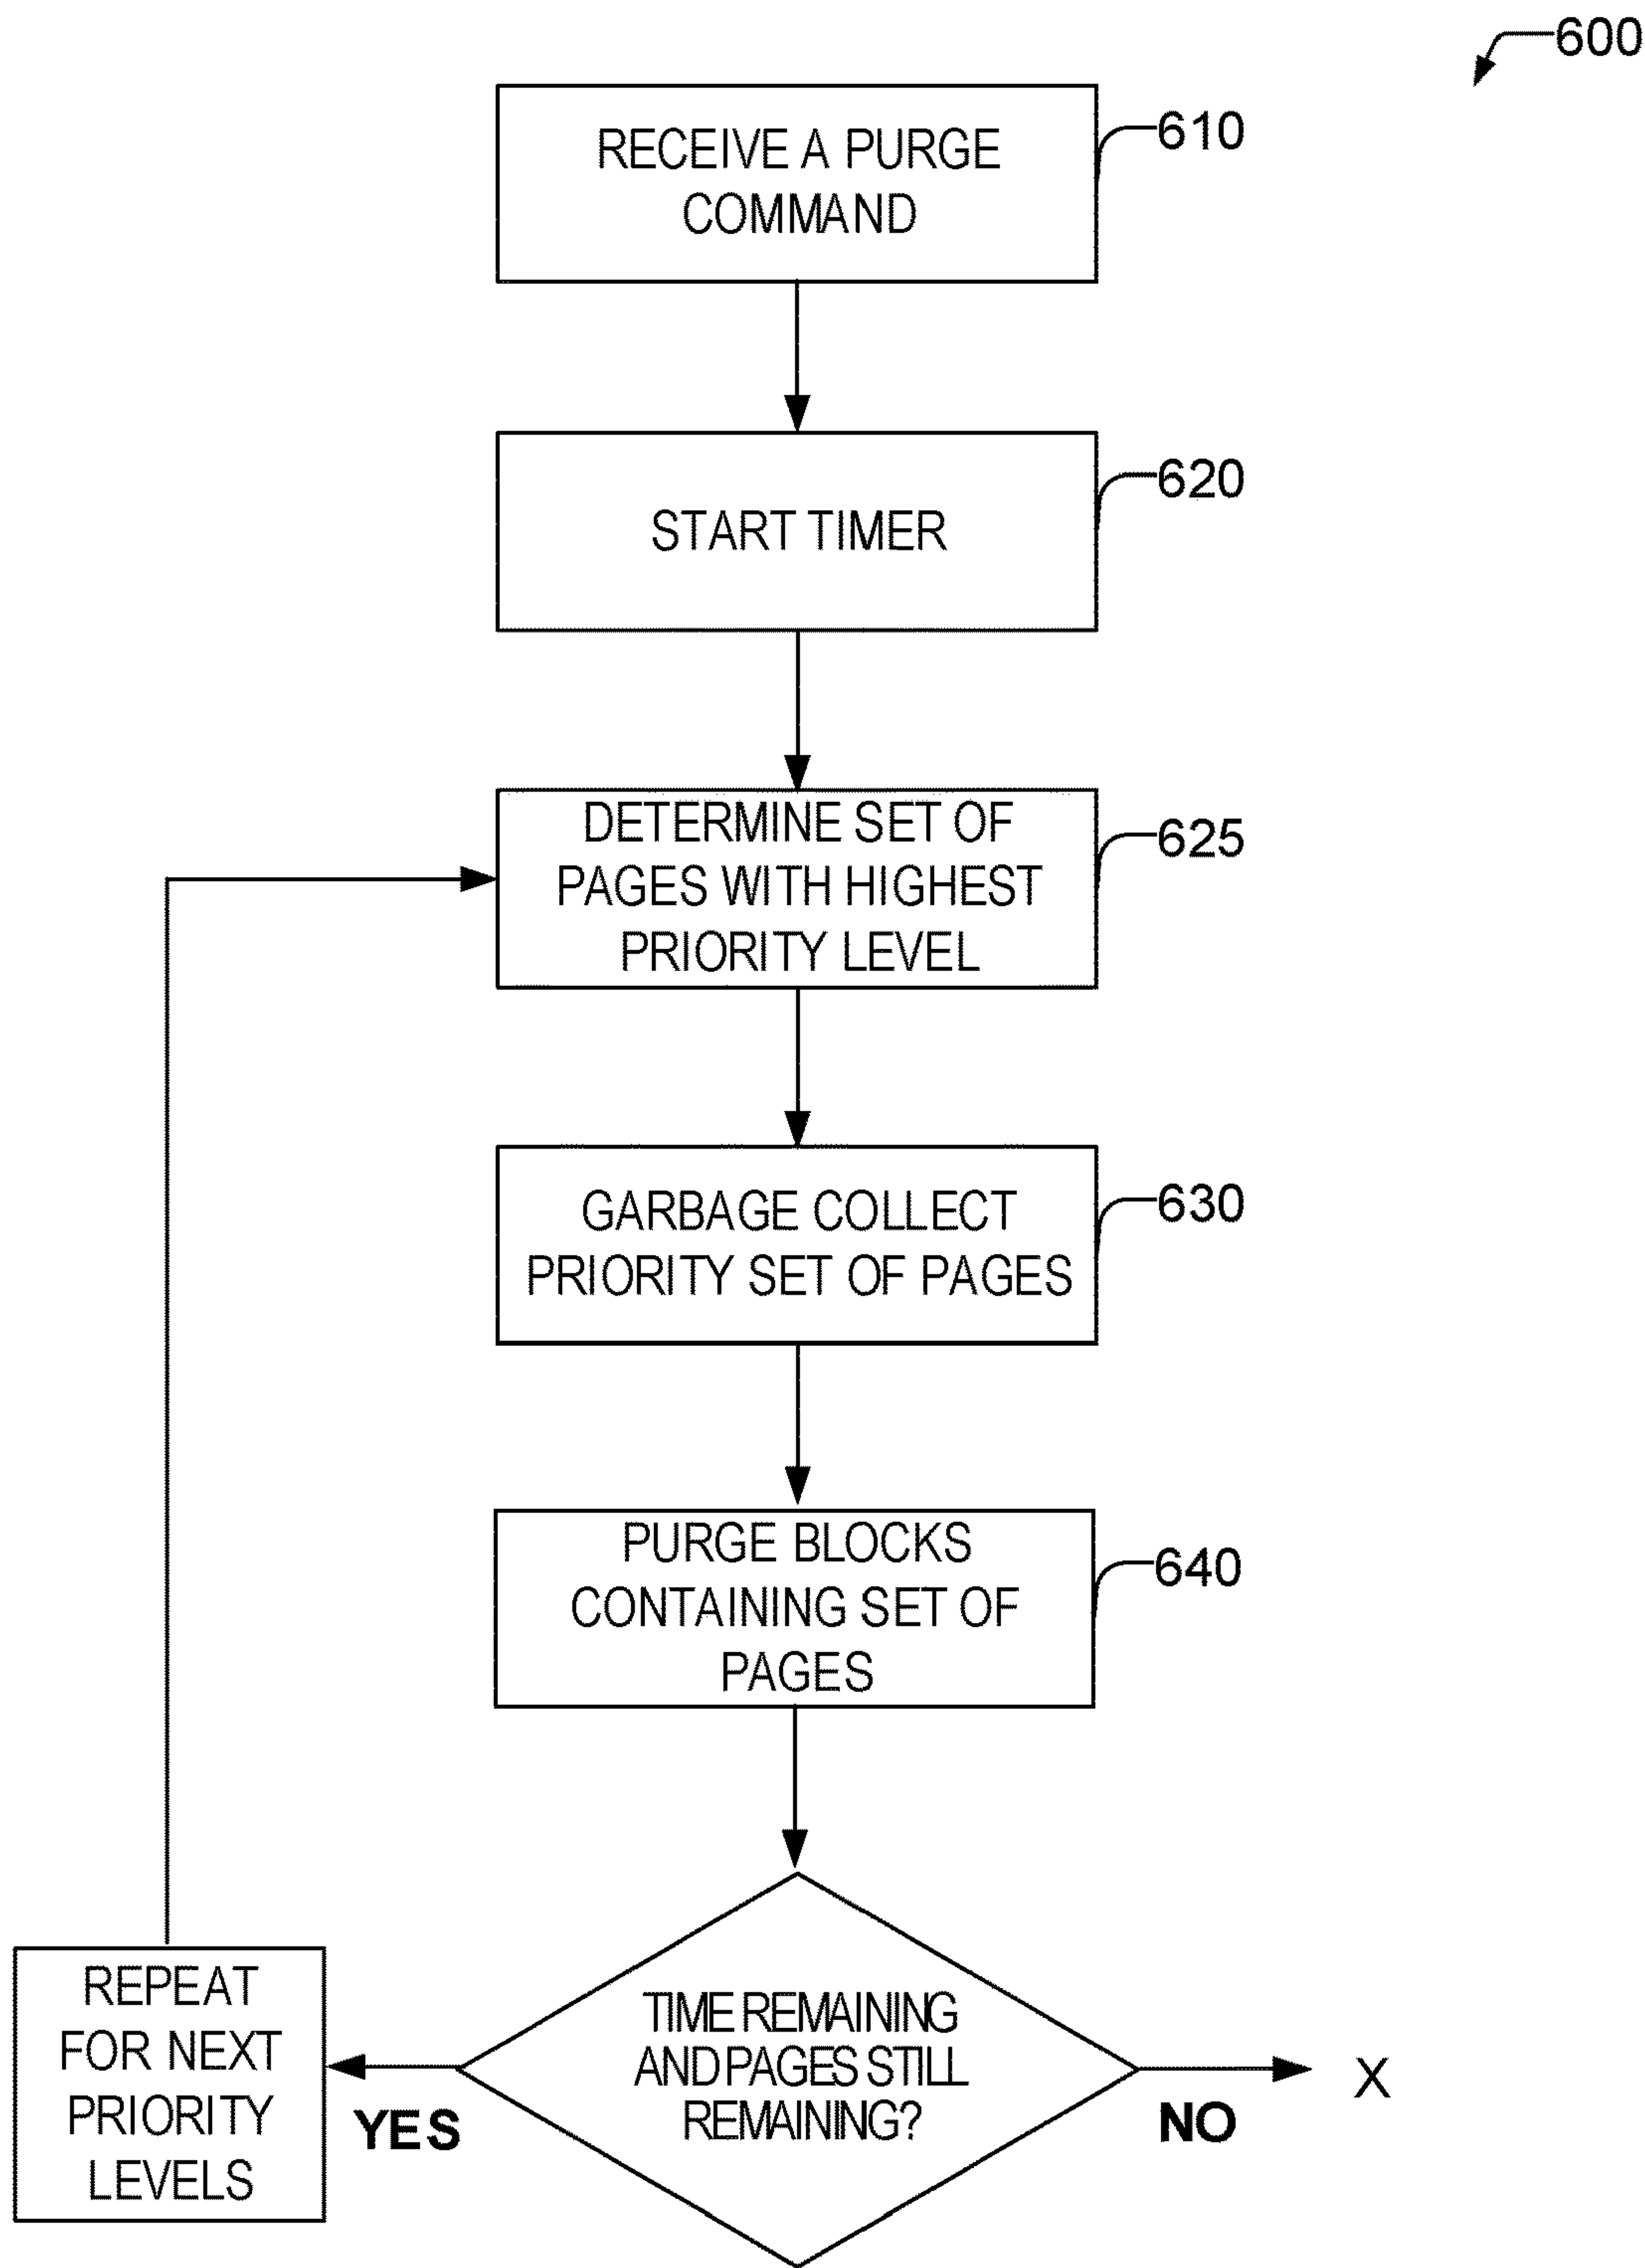 600
RECEIVE A PURGE
COMMAND
610
START TIMER
620
DETERMINE SET OF
PAGES WITH HIGHEST
PRIORITY LEVEL
625
GARBAGE COLLECT
PRIORITY SET OF PAGES
630
PURGE BLOCKS
CONTAINING SET OF
PAGES
640
TIME REMAINING
AND PAGES STILL
REMAINING?
YES
NO
X
REPEAT
FOR NEXT
PRIORITY
LEVELS